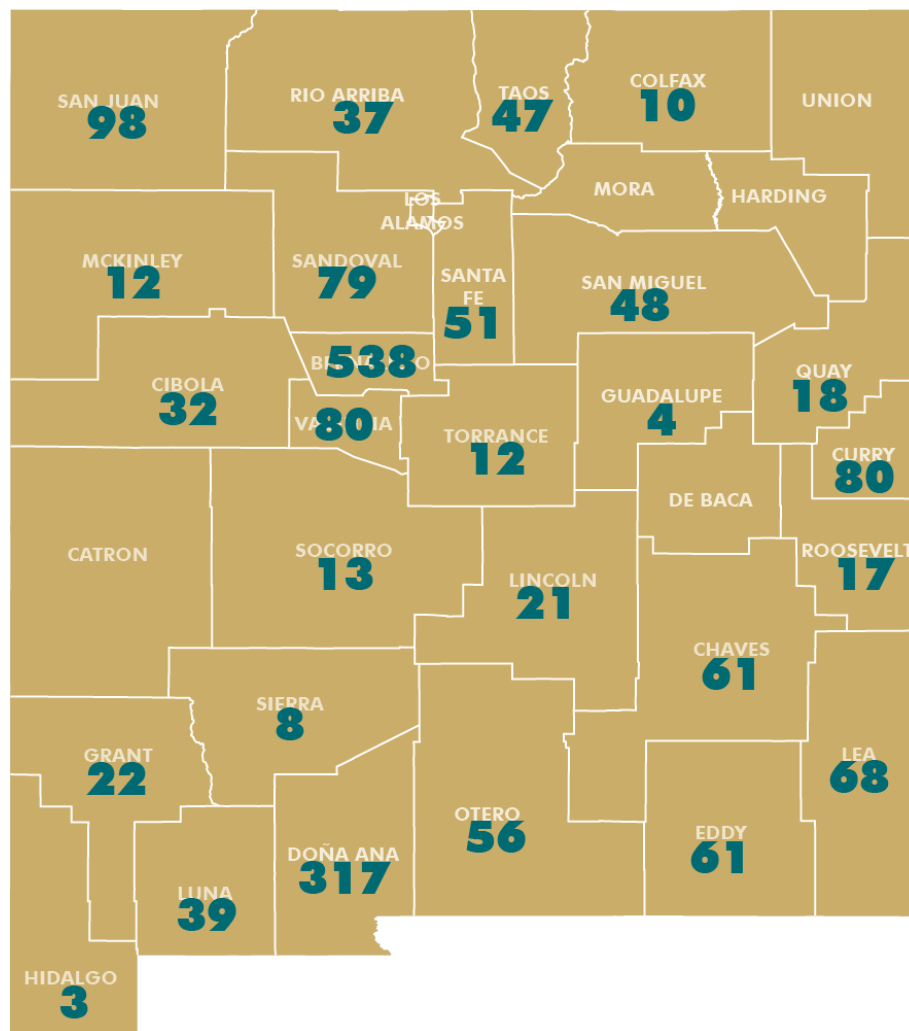 SAN JUAN
98
RIO ARRIBA
37
TAOS
47
COLFAX
10
UNION
MORA
HARDING
LOS
ALAMOS
MCKINLEY
12
SANDOVAL
79
SANTA
FE
51
SAN MIGUEL
48
538
CIBOLA
32
80
TORRANCE
12
GUADALUPE
4
QUAY
18
CURRY
80
DE BACA
CATRON
SOCORRO
13
LINCOLN
21
ROOSEVELT
17
CHAVES
61
SIERRA
8
GRANT
22
LEA
68
OTERO
56
EDDY
61
DOÑA ANA
317
LUNA
39
HIDALGO
3